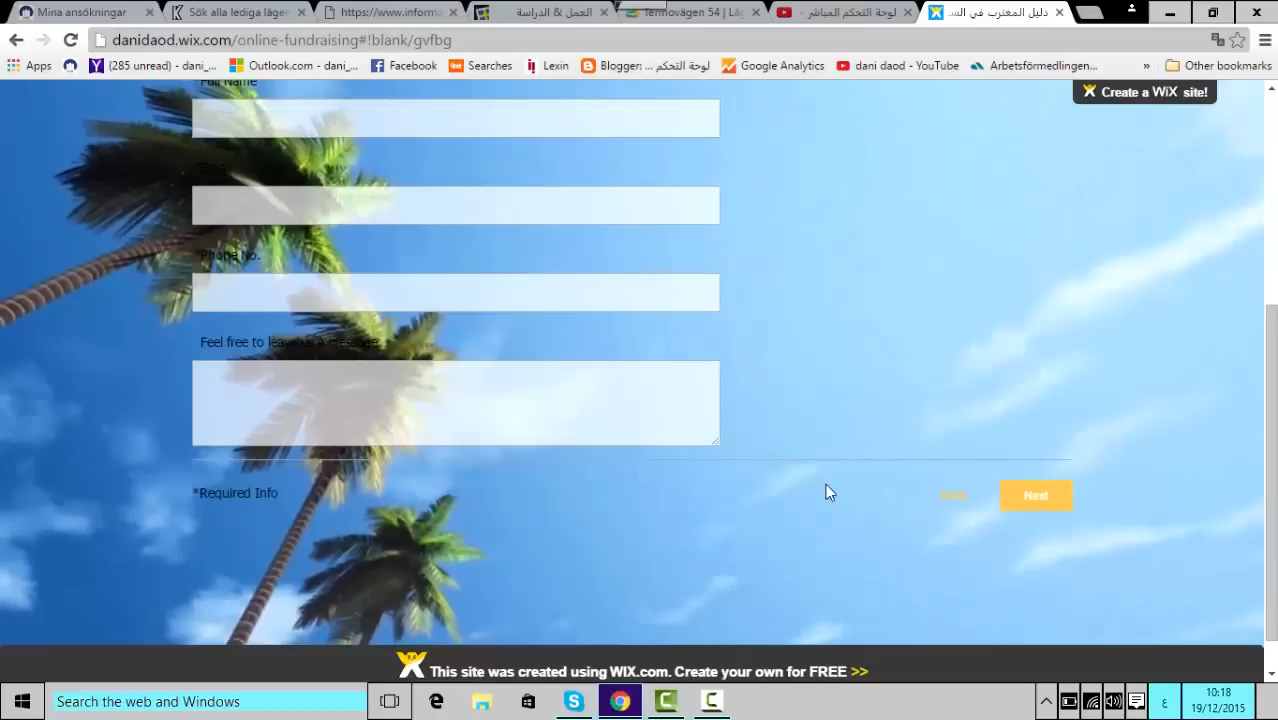 Mina ansökningar
Sök alla lediga läger
https://www.informa
العمل & الدراسة
Termovägen 54 | Lä
لوحة التحكم المباشر -
دليل المغترب في الس
danidaod.wix.com/online-fundraising#!blank/gvfbg
Apps
(285 unread) - dani_...
Outlook.com - dani_...
Facebook
Searches
Lexin
Blogger: لوحة التحكم ...
Google Analytics
dani daod - YouTube
Arbetsförmedlingen...
»
Other bookmarks
Create a WiX site!
*Full Name
*Email
*Phone No.
Feel free to leave us a message
*Required Info
Next
This site was created using WIX.com. Create your own for FREE >>
Search the web and Windows
ع
10:18
19/12/2015